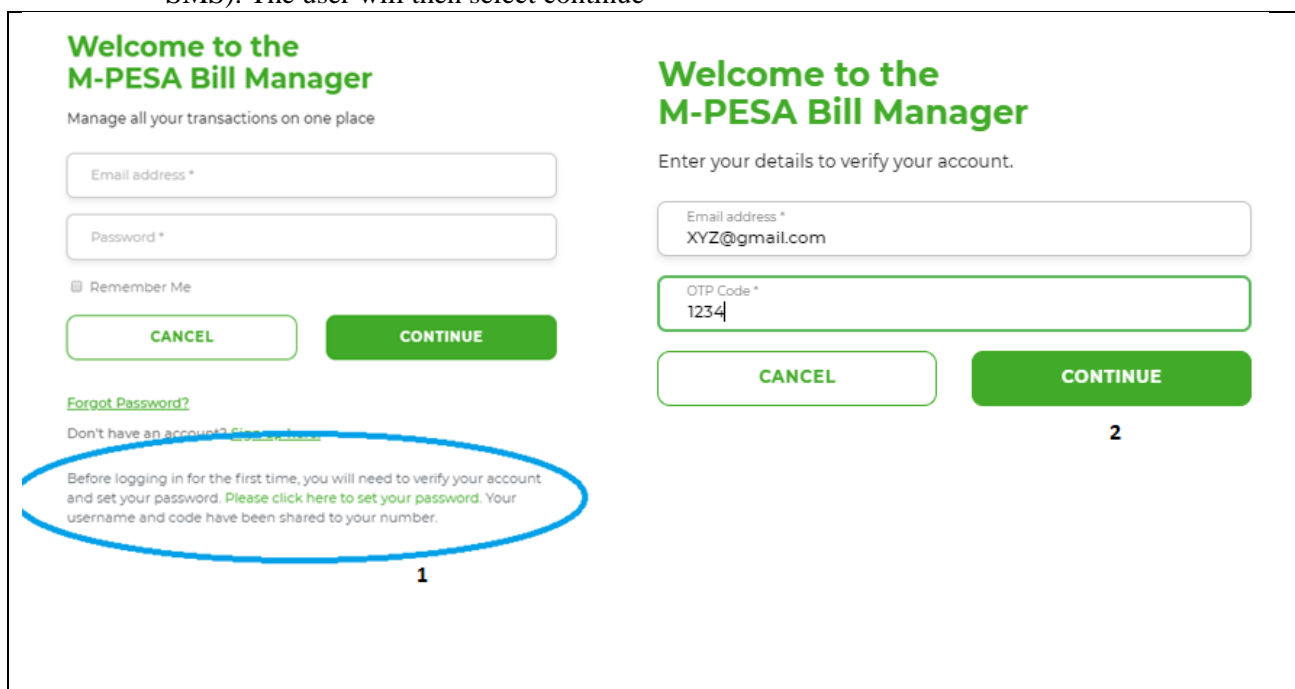 SMS). The user will then select continue
Welcome to the
M-PESA Bill Manager
Manage all your transactions on one place
Email address *
Password *
Remember Me
CANCEL
CONTINUE
Forgot Password?
Don't have an account? Sign up here.
Before logging in for the first time, you will need to verify your account
and set your password. Please click here to set your password. Your
username and code have been shared to your number.
1
Welcome to the
M-PESA Bill Manager
Enter your details to verify your account.
Email address *
XYZ@gmail.com
OTP Code *
1234
CANCEL
CONTINUE
2